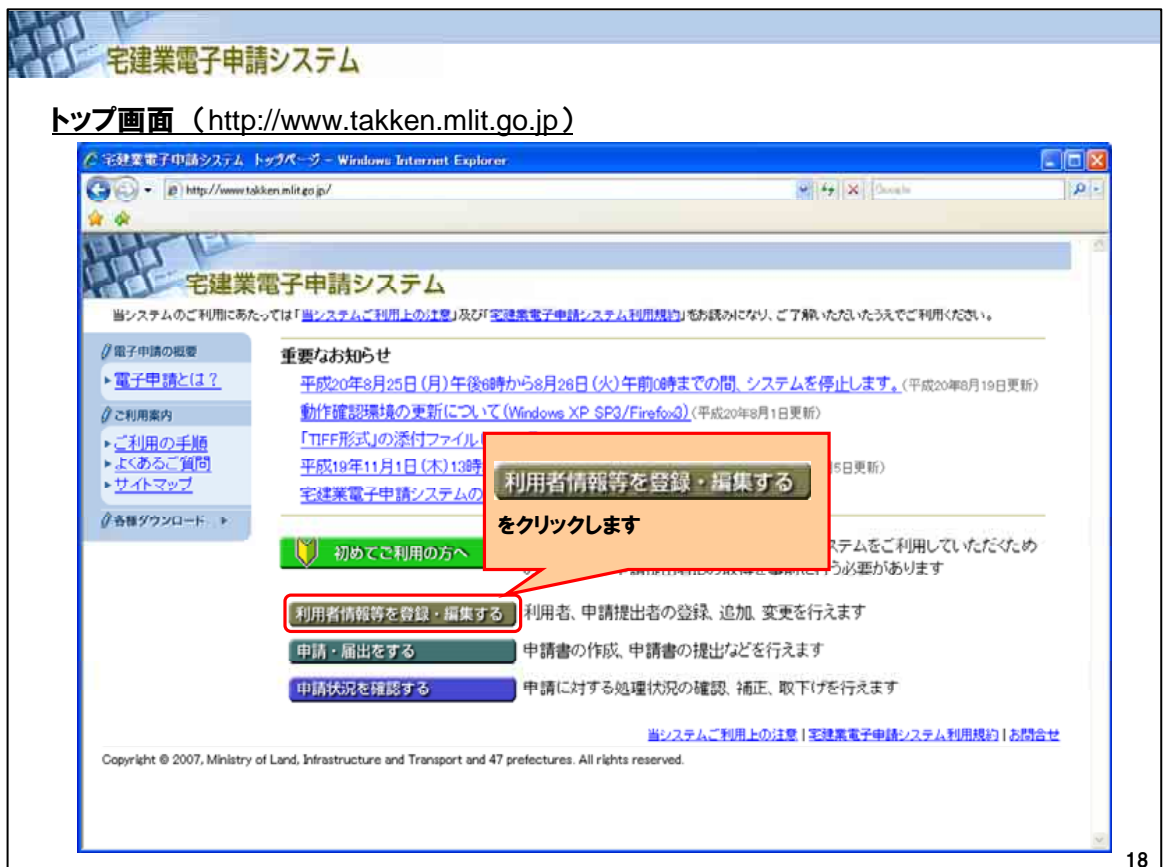 宅建業電子申請システム
トップ画面 （http://www.takken.mlit.go.jp）
宅建業電子申請システム トップページ - Windows Internet Explorer
http://www.takken.mlit.go.jp/
Google
宅建業電子申請システム
当システムのご利用にあたっては「当システムご利用上の注意」及び「宅建業電子申請システム利用規約」をお読みになり、ご了解いただいたうえでご利用ください。
電子申請の概要
電子申請とは？
ご利用案内
ご利用の手順
よくあるご質問
サイトマップ
各種ダウンロード
重要なお知らせ
平成20年8月25日（月）午後6時から8月26日（火）午前0時までの間、システムを停止します。（平成20年8月19日更新）
動作確認環境の更新について（Windows XP SP3/Firefox3）（平成20年8月1日更新）
「TIFF形式」の添付ファイル
平成19年11月1日（木）13時 5日更新）
宅建業電子申請システムの
利用者情報等を登録・編集する
をクリックします
初めてご利用の方へ ステムをご利用していただくため
行う必要があります
利用者情報等を登録・編集する 利用者、申請提出者の登録、追加、変更を行えます
申請・届出をする 申請書の作成、申請書の提出などを行えます
申請状況を確認する 申請に対する処理状況の確認、補正、取下げを行えます
当システムご利用上の注意 | 宅建業電子申請システム利用規約 | お問合せ
Copyright © 2007, Ministry of Land, Infrastructure and Transport and 47 prefectures. All rights reserved.
18